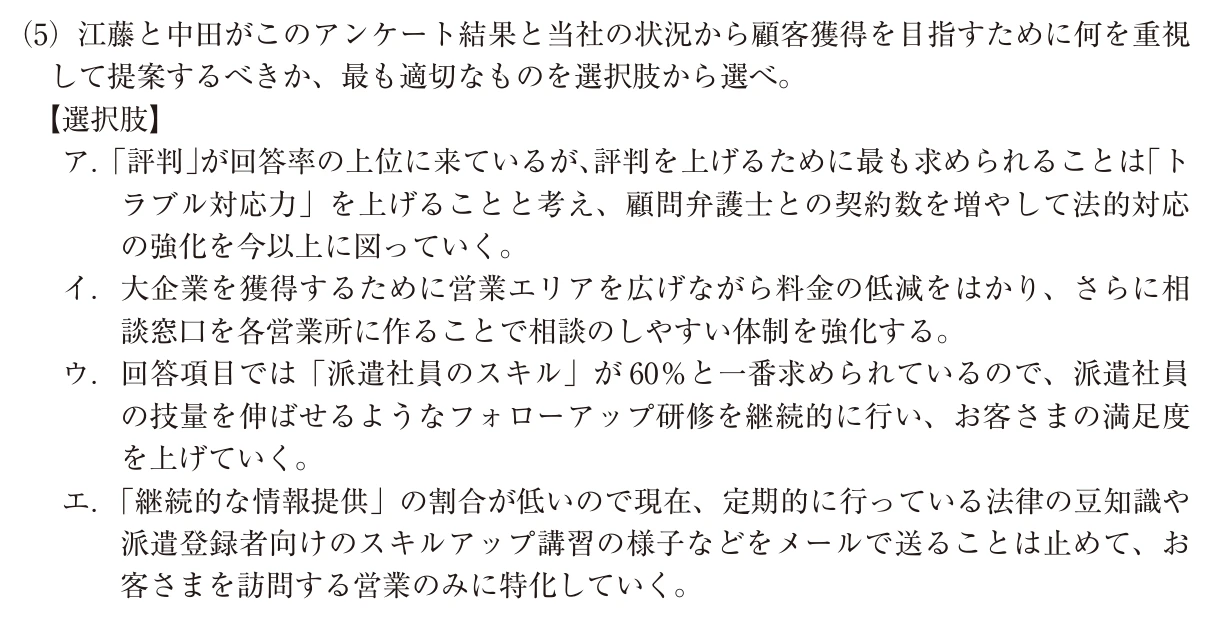 (5) 江藤と中田がこのアンケート結果と当社の状況から顧客獲得を目指すために何を重視
して提案するべきか、最も適切なものを選択肢から選べ。
【選択肢】
ア.「評判」が回答率の上位に来ているが、評判を上げるために最も求められることは「ト
ラブル対応力」を上げることと考え、顧問弁護士との契約数を増やして法的対応
の強化を今以上に図っていく。
イ. 大企業を獲得するために営業エリアを広げながら料金の低減をはかり、さらに相
談窓口を各営業所に作ることで相談のしやすい体制を強化する。
ウ. 回答項目では「派遣社員のスキル」が60%と一番求められているので、派遣社員
の技量を伸ばせるようなフォローアップ研修を継続的に行い、お客さまの満足度
を上げていく。
エ.「継続的な情報提供」の割合が低いので現在、定期的に行っている法律の豆知識や
派遣登録者向けのスキルアップ講習の様子などをメールで送ることは止めて、お
客さまを訪問する営業のみに特化していく。